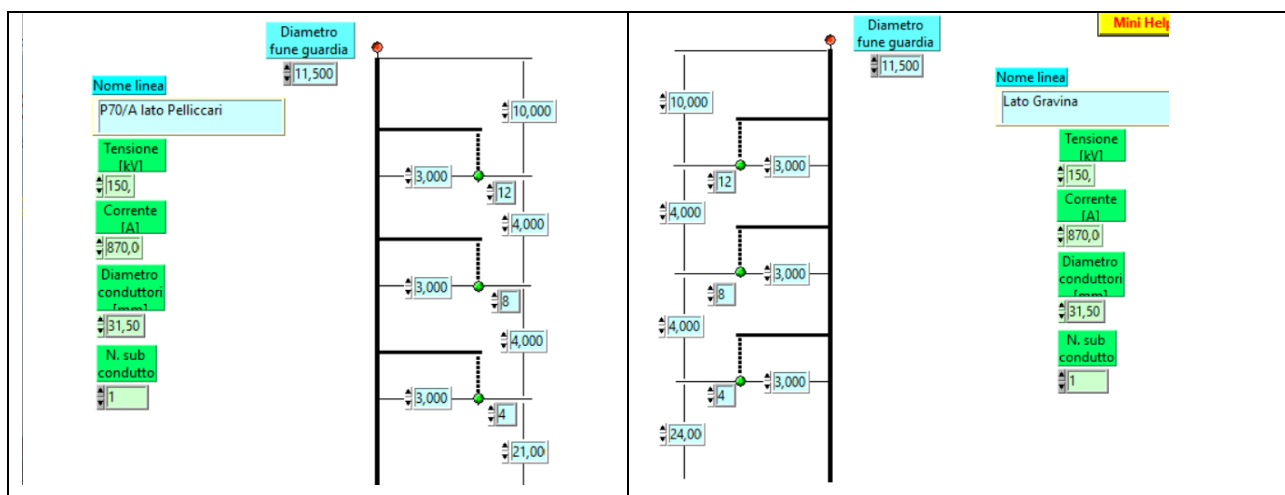 Diametro
fune guardia
11,500
Nome linea
P70/A lato Pelliccari
10,000
Tensione
[kV]
150,
3,000
12
Corrente
[A]
870,0
4,000
Diametro
conduttori
[mm]
31,50
3,000
8
4,000
N. sub
condutto
1
3,000
4
21,00
Mini Help
Diametro
fune guardia
11,500
Nome linea
Lato Gravina
10,000
Tensione
[kV]
150,
3,000
12
Corrente
[A]
870,0
4,000
Diametro
conduttori
[mm]
31,50
3,000
8
4,000
N. sub
condutto
1
3,000
4
24,00